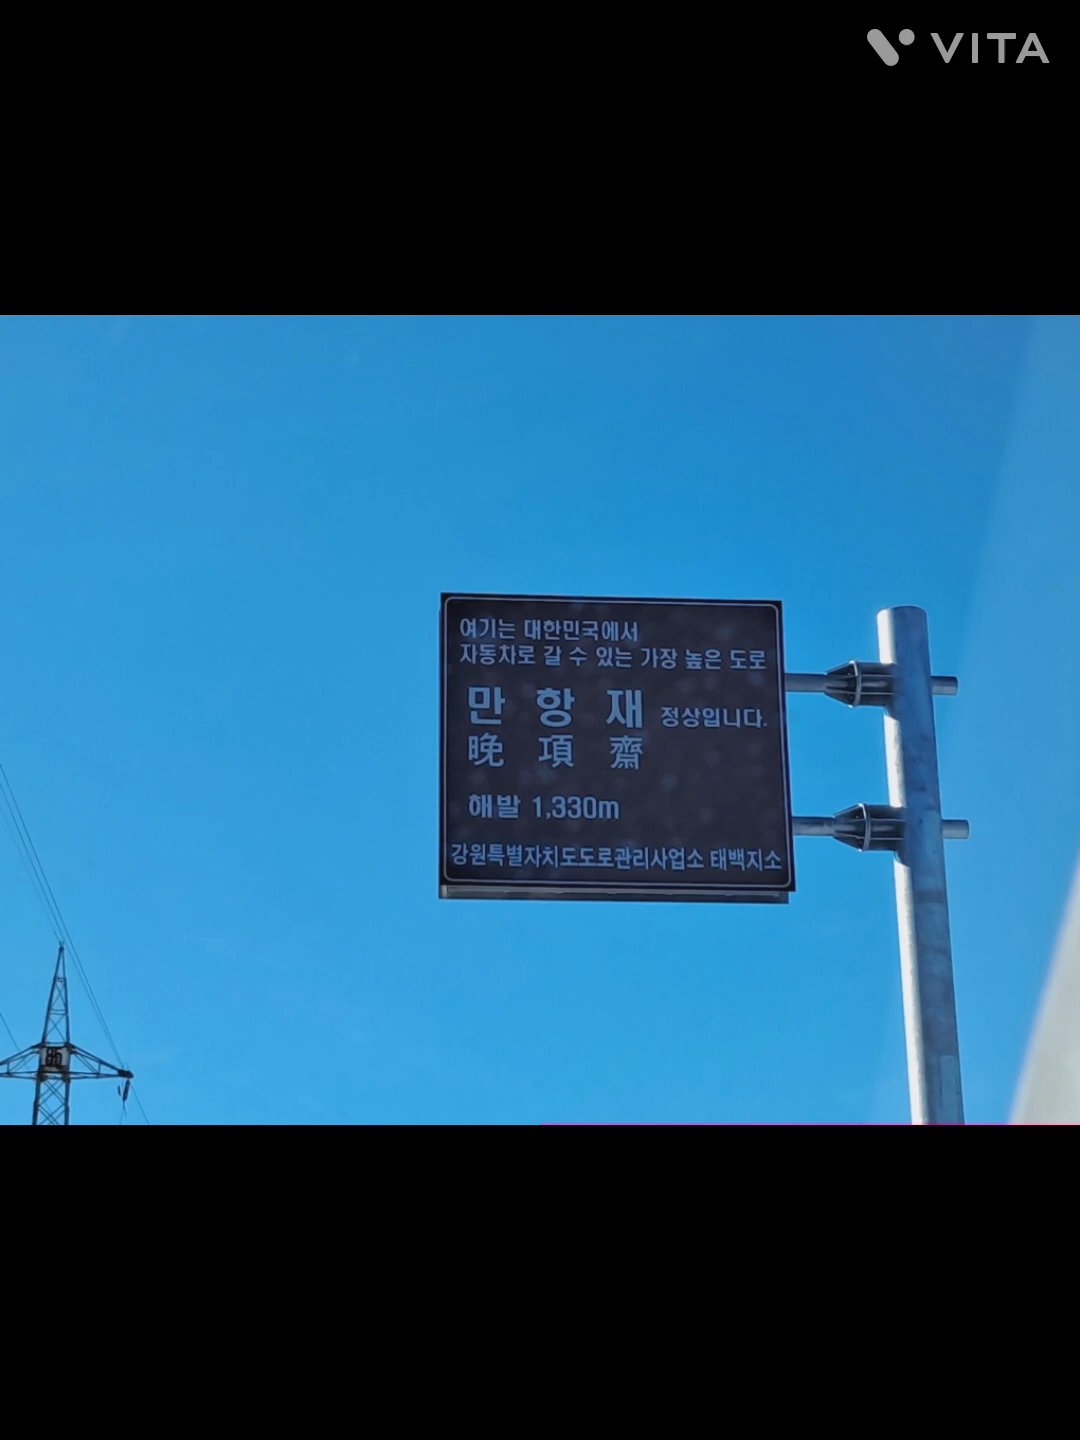 VITA
여기는 대한민국에서
자동차로 갈 수 있는 가장 높은 도로
만 항 재 정상입니다.
晩 項 齋
해발 1,330m
강원특별자치도도로관리사업소 태백지소